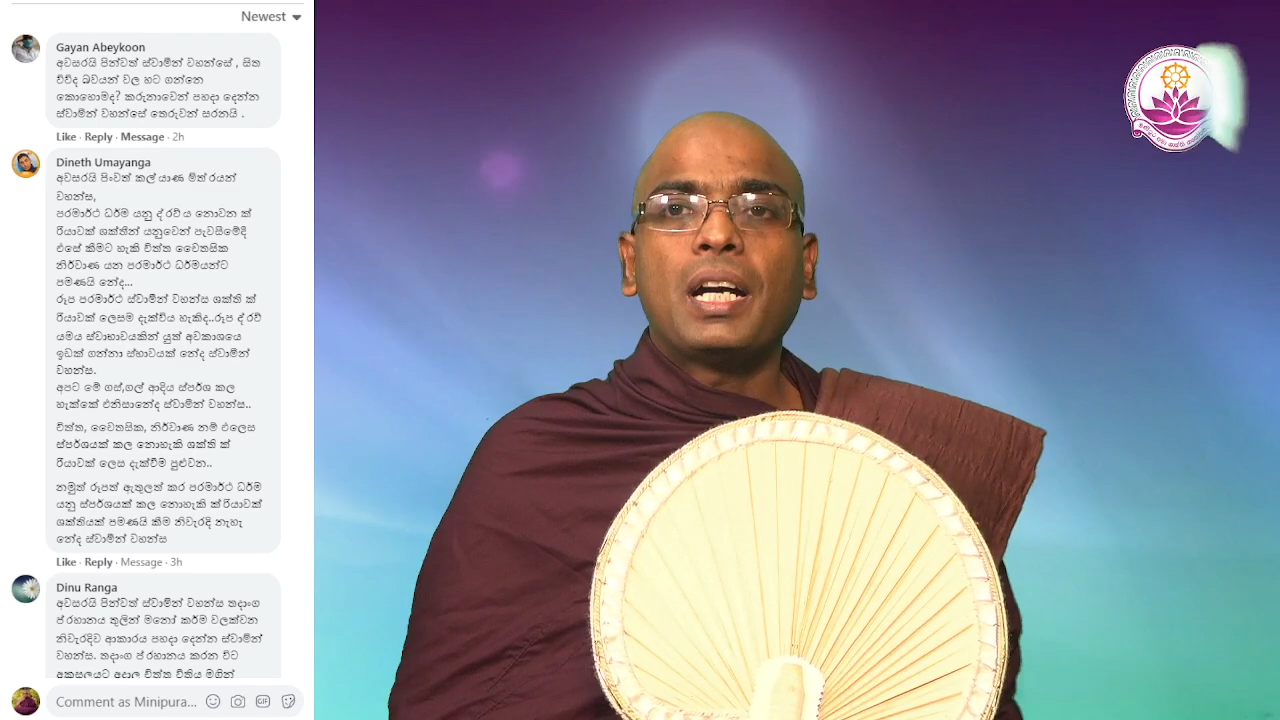 Newest
Gayan Abeykoon
අවසරයි පින්වත් ස්වාමීන් වහන්සේ , සිත
විවිද බවයන් වල හට ගන්නෙ
කොහොමද? කරුනාවෙන් පහදා දෙන්න
ස්වාමීන් වහන්සේ තෙරුවන් සරනයි .
Like · Reply · Message · 2h
Dineth Umayanga
අවසරයි පිංවත් කල් යාණ මිත් රයන්
වහන්ස,
පරමාර්ථ ධර්ම යනු ද් රව් ය නොවන ක්
රියාවක් ශක්තින් යනුවෙන් පැවසීමේදී
එසේ කීමට හැකි චිත්ත චෛතසික
නිර්වාණ යන පරමාර්ථ ධර්මයන්ට
පමණයි නේද...
රූප පරමාර්ථ ස්වාමීන් වහන්ස ශක්ති ක්
රියාවක් ලෙසම දැක්විය හැකිද..රූප ද් රව්
යමය ස්වාභාවයකින් යුත් අවකාශයෙ
ඉඩක් ගන්නා ස්භාවයක් නේද ස්වාමීන්
වහන්ස.
අපට මේ ගස්,ගල් ආදිය ස්පර්ශ කල
හැක්කේ එනිසානේද ස්වාමීන් වහන්ස..
චිත්ත, චෛතසික, නිර්වාණ නම් එලෙස
ස්පර්ශයක් කල නොහැකි ශක්ති ක්
රියාවක් ලෙස දැක්වීම පුළුවන..
නමුත් රූපත් ඇතුලත් කර පරමාර්ථ ධර්ම
යනු ස්පර්ශයක් කල නොහැකි ක්රියාවක්
ශක්තියක් පමණයි කීම නිවැරදි නැහැ
නේද ස්වාමීන් වහන්ස
Like · Reply · Message · 3h
Dinu Ranga
අවසරයි පින්වත් ස්වාමීන් වහන්ස තදාංග
ප් රහානය තුලින් මනෝ කර්ම වලක්වන
නිවැරදිව ආකාරය පහදා දෙන්න ස්වාමීන්
වහන්ස. තදාංග ප් රහානය කරන විට
අකුසලයට අදාල චිත්ත වීතිය මගින්
Comment as Minipura...
GIF